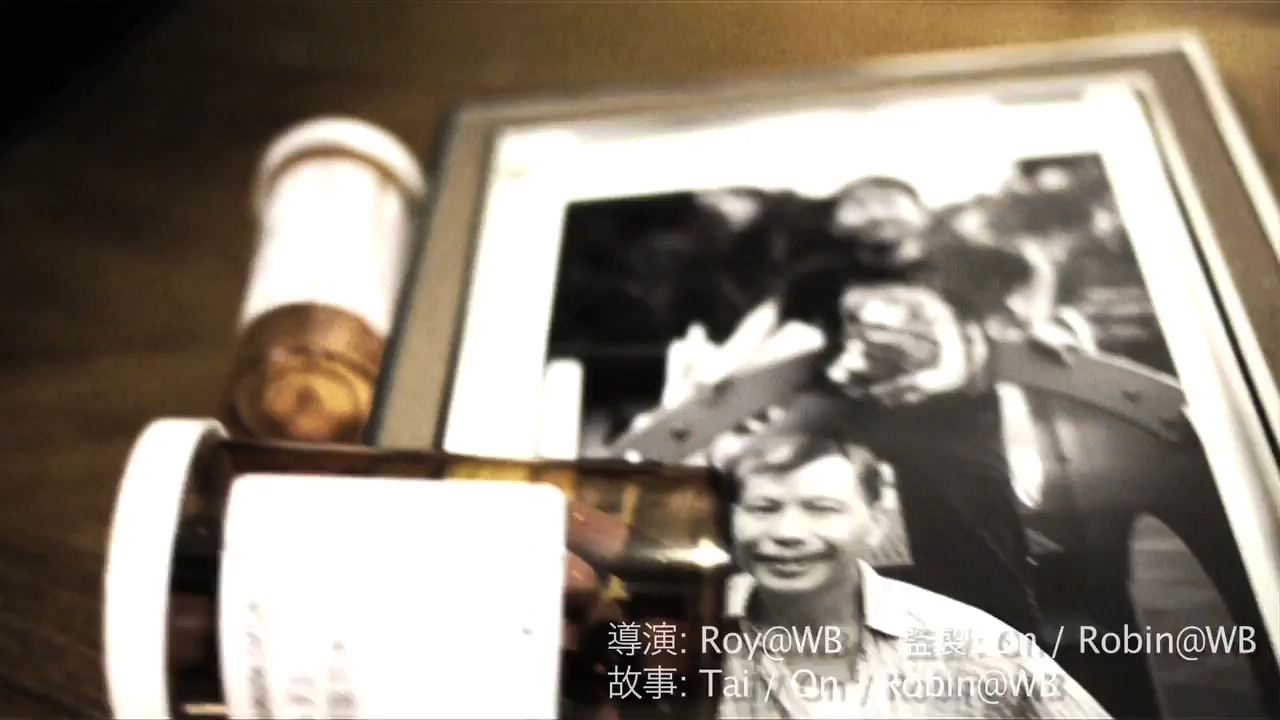 導演: Roy@WB 監製: On / Robin@WB
故事: Tai / On / Robin@WB